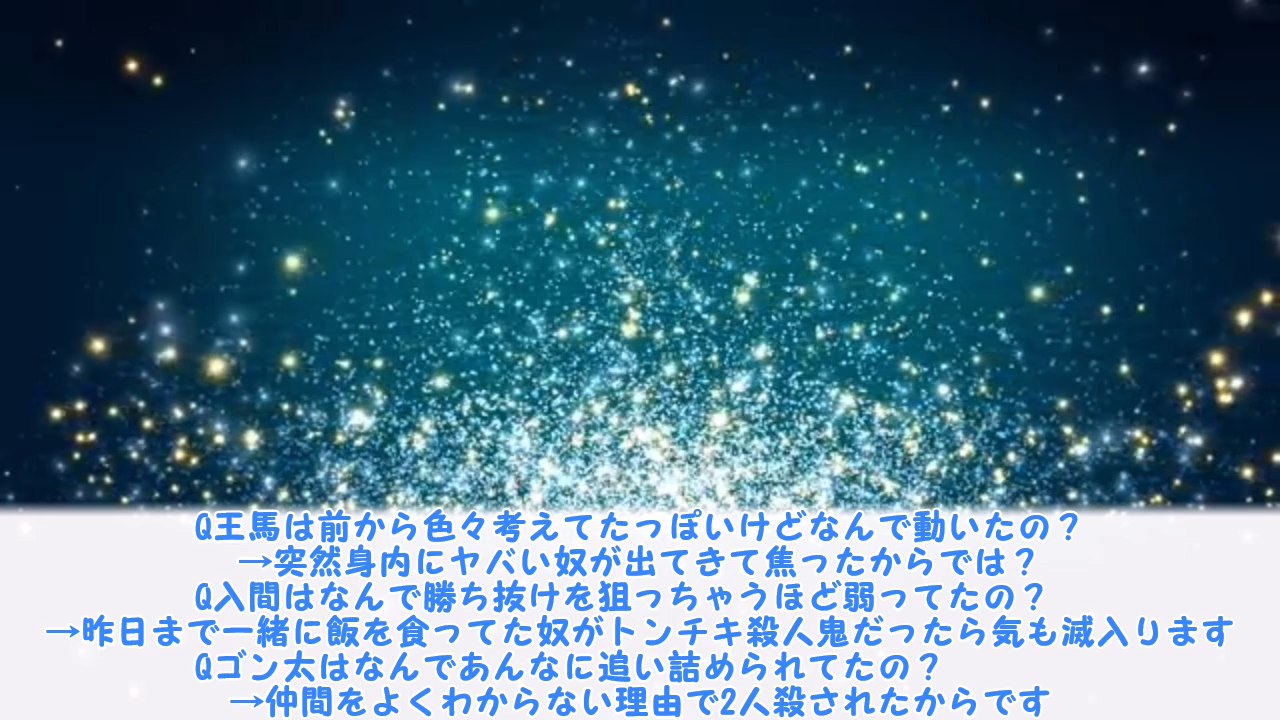 Q王馬は前から色々考えてたっぽいけどなんで動いたの？
→突然身内にヤバい奴が出てきて焦ったからでは？
Q入間はなんで勝ち抜けを狙っちゃうほど弱ってたの？
→昨日まで一緒に飯を食ってた奴がトンチキ殺人鬼だったら気も滅入ります
Qゴン太はなんであんなに追い詰められてたの？
→仲間をよくわからない理由で2人殺されたからです